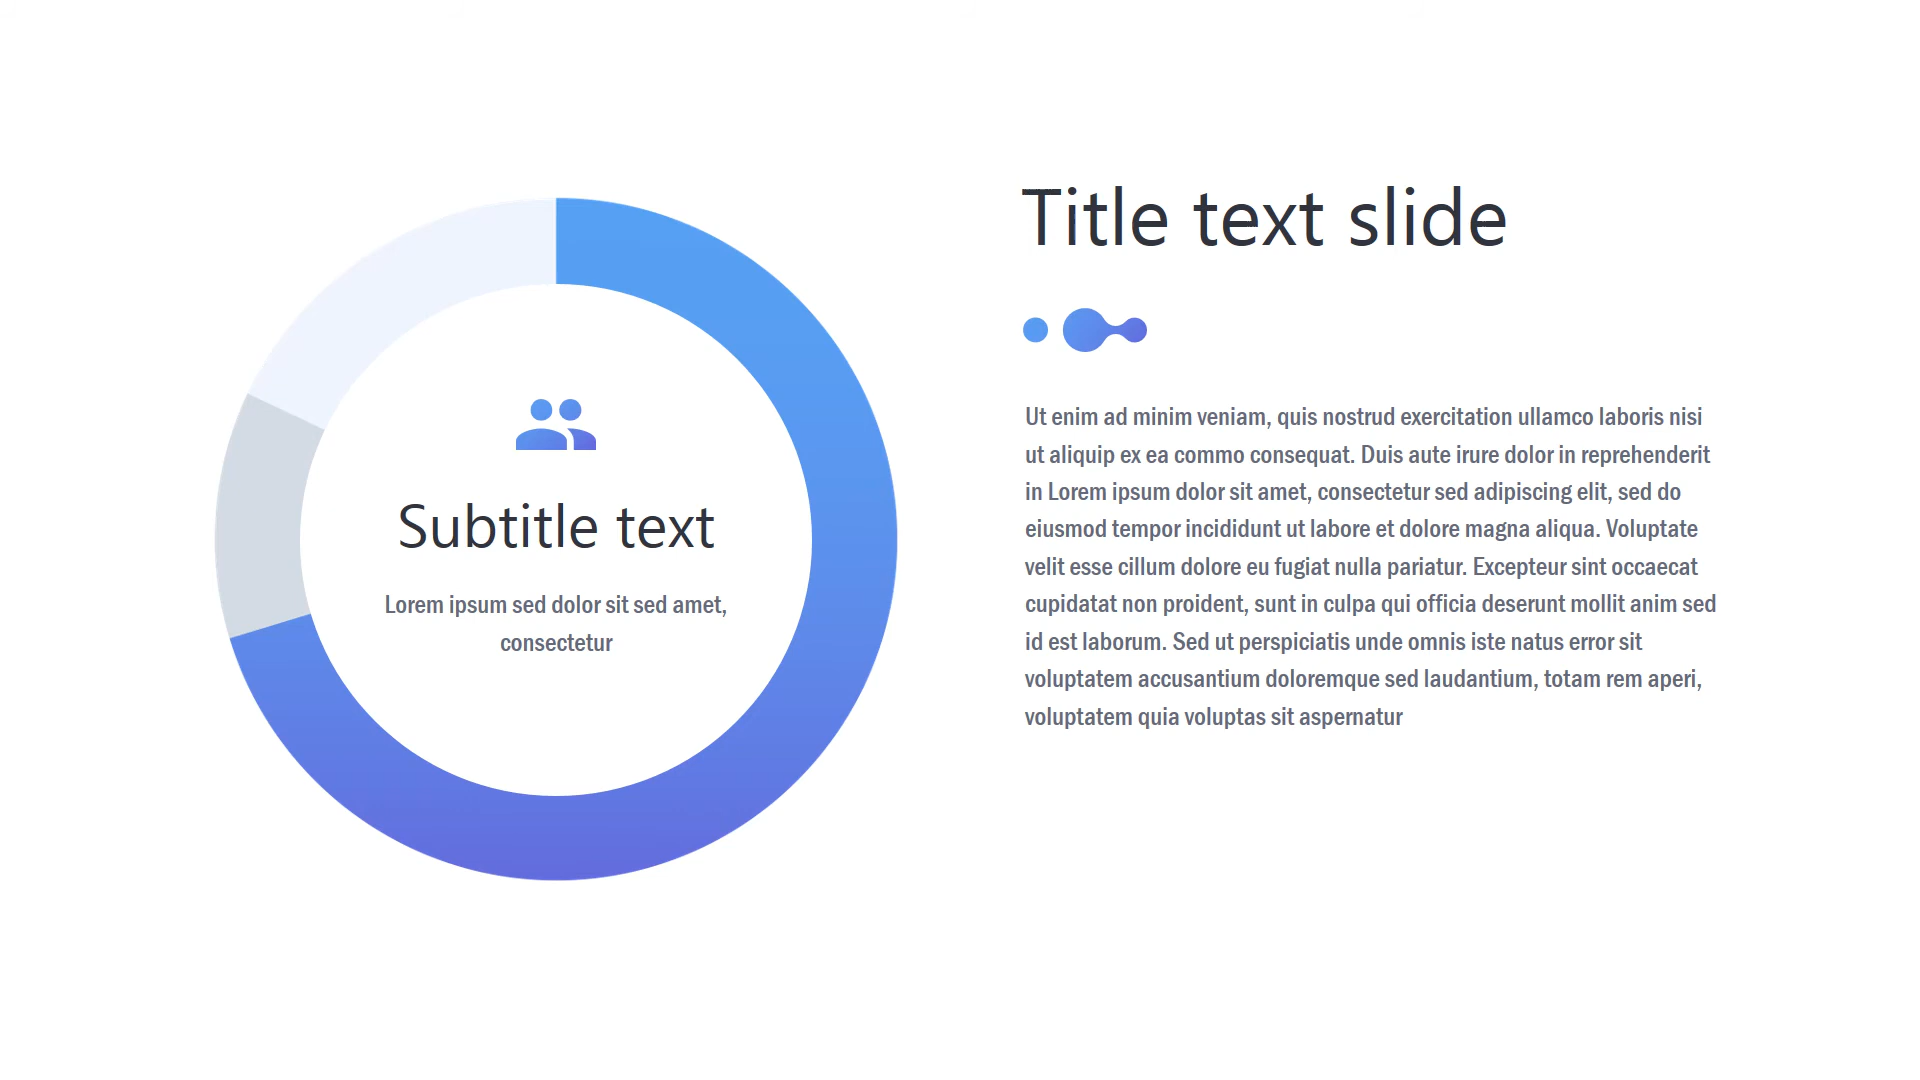 Title text slide
Subtitle text
Lorem ipsum sed dolor sit sed amet,
consectetur
Ut enim ad minim veniam, quis nostrud exercitation ullamco laboris nisi
ut aliquip ex ea commo consequat. Duis aute irure dolor in reprehenderit
in Lorem ipsum dolor sit amet, consectetur sed adipiscing elit, sed do
eiusmod tempor incididunt ut labore et dolore magna aliqua. Voluptate
velit esse cillum dolore eu fugiat nulla pariatur. Excepteur sint occaecat
cupidatat non proident, sunt in culpa qui officia deserunt mollit anim sed
id est laborum. Sed ut perspiciatis unde omnis iste natus error sit
voluptatem accusantium doloremque sed laudantium, totam rem aperi,
voluptatem quia voluptas sit aspernatur